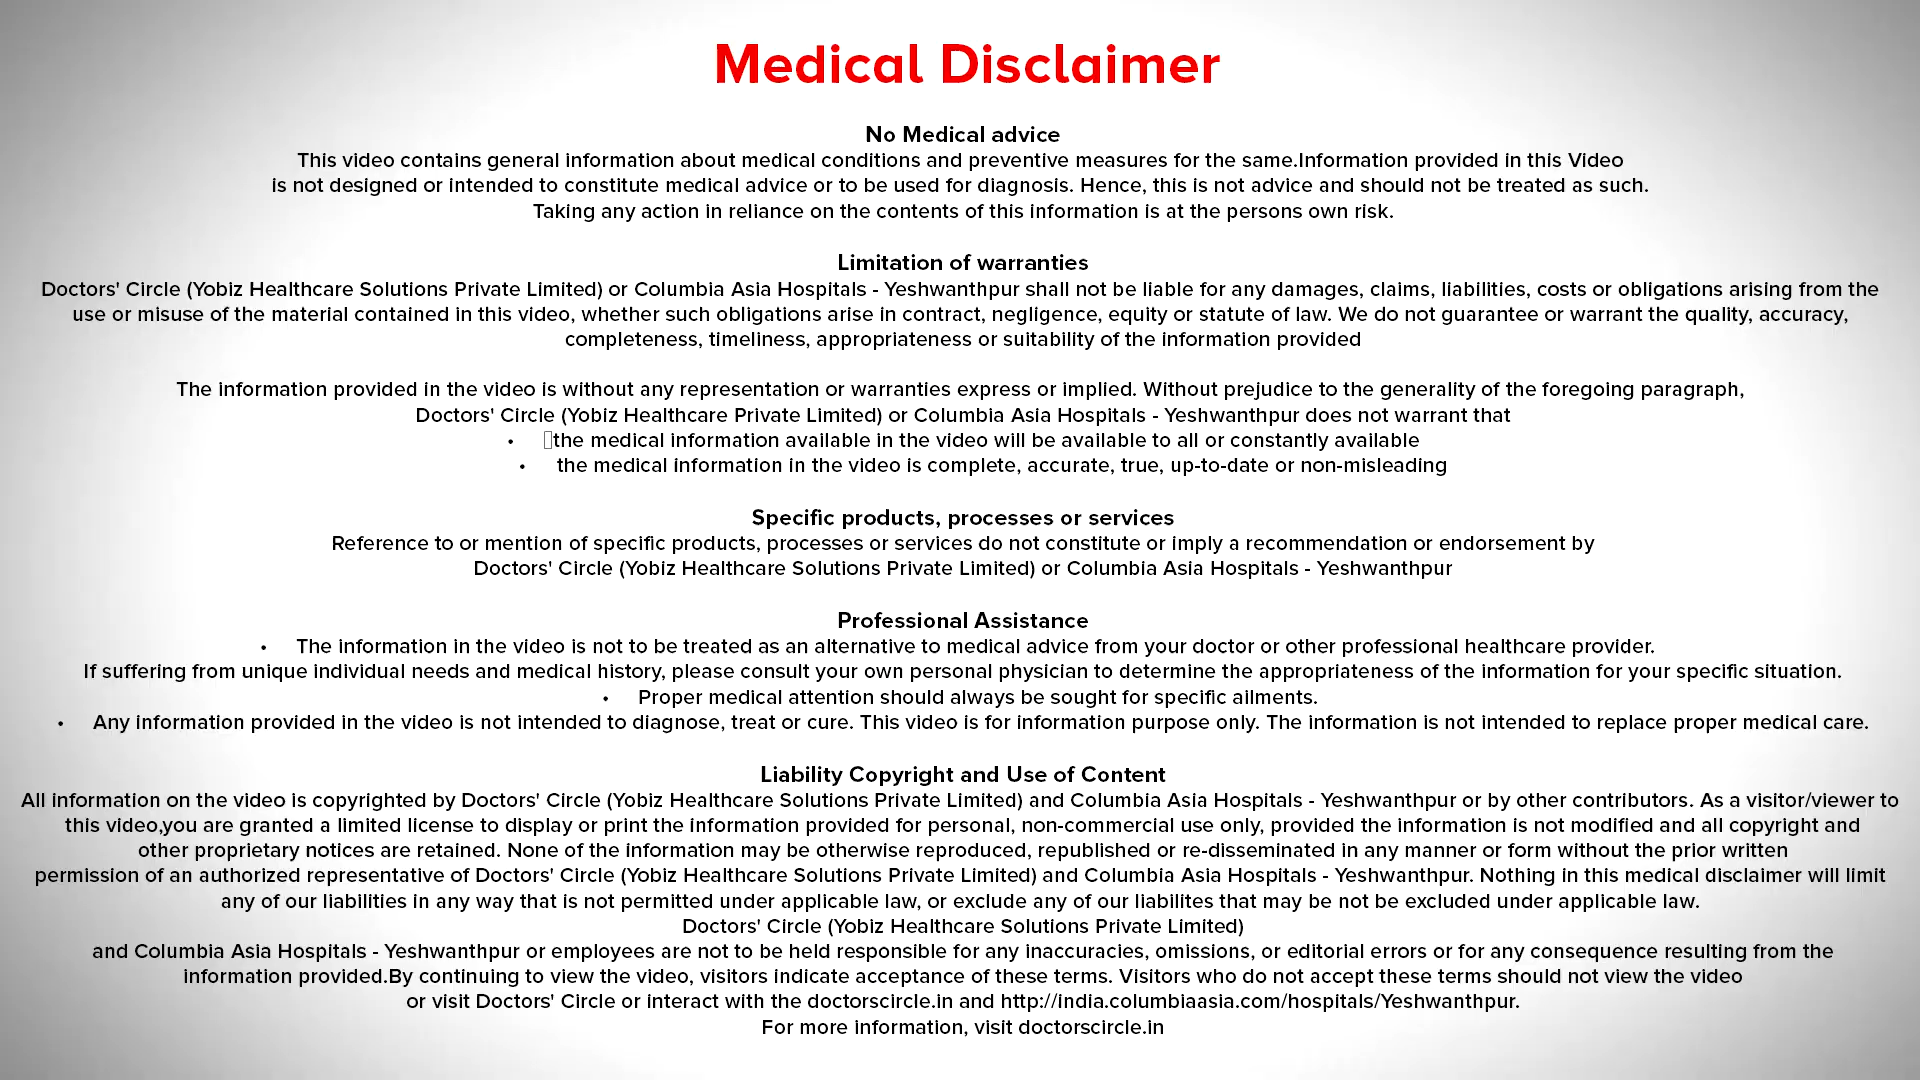 Medical Disclaimer
No Medical advice
This video contains general information about medical conditions and preventive measures for the same.Information provided in this Video
is not designed or intended to constitute medical advice or to be used for diagnosis. Hence, this is not advice and should not be treated as such.
Taking any action in reliance on the contents of this information is at the persons own risk.
Limitation of warranties
Doctors' Circle (Yobiz Healthcare Solutions Private Limited) or Columbia Asia Hospitals - Yeshwanthpur shall not be liable for any damages, claims, liabilities, costs or obligations arising from the
use or misuse of the material contained in this video, whether such obligations arise in contract, negligence, equity or statute of law. We do not guarantee or warrant the quality, accuracy,
completeness, timeliness, appropriateness or suitability of the information provided
The information provided in the video is without any representation or warranties express or implied. Without prejudice to the generality of the foregoing paragraph,
Doctors' Circle (Yobiz Healthcare Private Limited) or Columbia Asia Hospitals - Yeshwanthpur does not warrant that
• the medical information available in the video will be available to all or constantly available
• the medical information in the video is complete, accurate, true, up-to-date or non-misleading
Specific products, processes or services
Reference to or mention of specific products, processes or services do not constitute or imply a recommendation or endorsement by
Doctors' Circle (Yobiz Healthcare Solutions Private Limited) or Columbia Asia Hospitals - Yeshwanthpur
Professional Assistance
• The information in the video is not to be treated as an alternative to medical advice from your doctor or other professional healthcare provider.
If suffering from unique individual needs and medical history, please consult your own personal physician to determine the appropriateness of the information for your specific situation.
• Proper medical attention should always be sought for specific ailments.
• Any information provided in the video is not intended to diagnose, treat or cure. This video is for information purpose only. The information is not intended to replace proper medical care.
Liability Copyright and Use of Content
All information on the video is copyrighted by Doctors' Circle (Yobiz Healthcare Solutions Private Limited) and Columbia Asia Hospitals - Yeshwanthpur or by other contributors. As a visitor/viewer to
this video,you are granted a limited license to display or print the information provided for personal, non-commercial use only, provided the information is not modified and all copyright and
other proprietary notices are retained. None of the information may be otherwise reproduced, republished or re-disseminated in any manner or form without the prior written
permission of an authorized representative of Doctors' Circle (Yobiz Healthcare Solutions Private Limited) and Columbia Asia Hospitals - Yeshwanthpur. Nothing in this medical disclaimer will limit
any of our liabilities in any way that is not permitted under applicable law, or exclude any of our liabilites that may be not be excluded under applicable law.
Doctors' Circle (Yobiz Healthcare Solutions Private Limited)
and Columbia Asia Hospitals - Yeshwanthpur or employees are not to be held responsible for any inaccuracies, omissions, or editorial errors or for any consequence resulting from the
information provided.By continuing to view the video, visitors indicate acceptance of these terms. Visitors who do not accept these terms should not view the video
or visit Doctors' Circle or interact with the doctorscircle.in and http://india.columbiaasia.com/hospitals/Yeshwanthpur.
For more information, visit doctorscircle.in